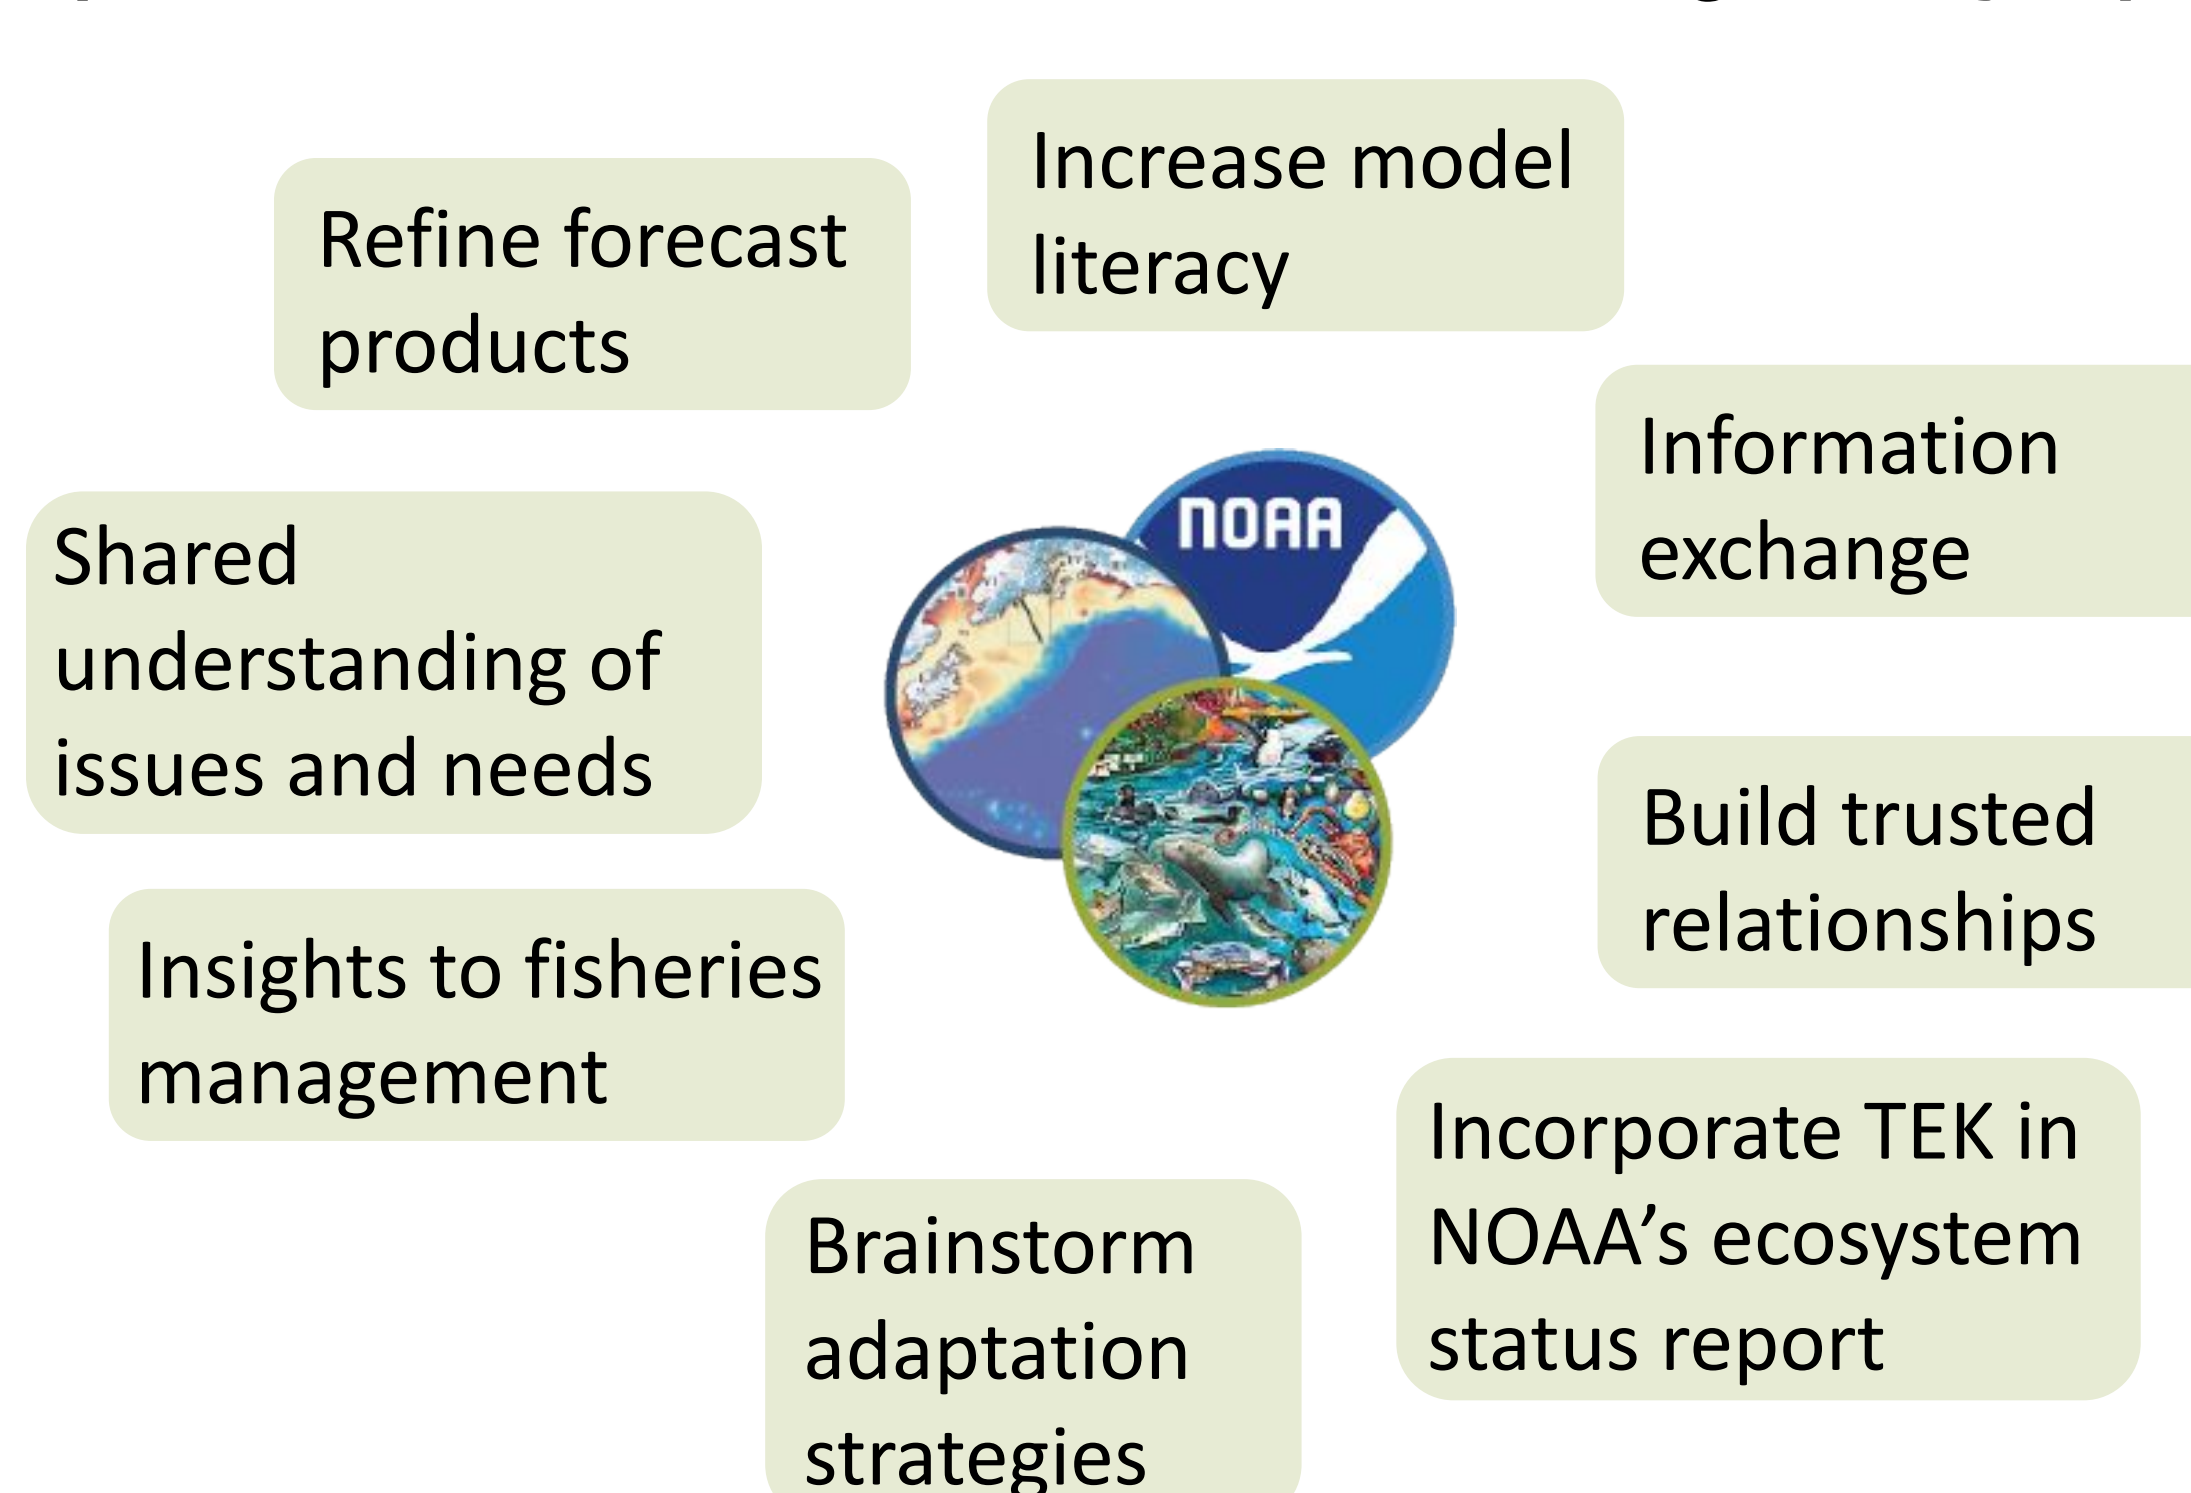 Increase model
literacy
Refine forecast
products
Information
exchange
NOAA
Shared
understanding of
issues and needs
Build trusted
relationships
Insights to fisheries
management
Incorporate TEK in
NOAA’s ecosystem
status report
Brainstorm
adaptation
strategies